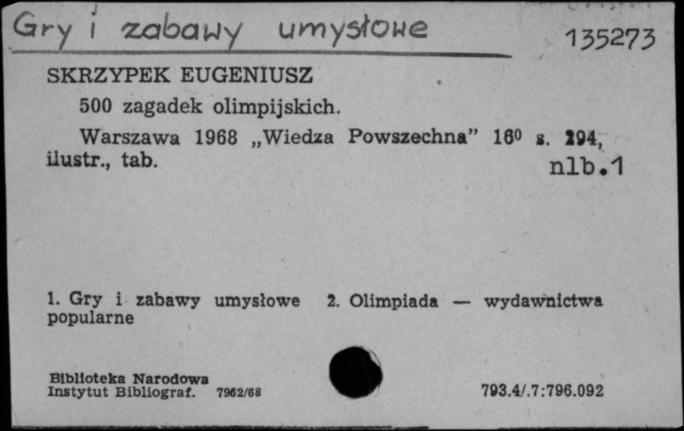 Gry i zabawy umysłowe
135273
SKRZYPEK EUGENIUSZ
500 zagadek olimpijskich.
Warszawa 1968 „Wiedza Powszechna” 16⁰ s. 294,
ilustr., tab.
nlb.1
1. Gry i zabawy umysłowe 2. Olimpiada — wydawnictwa
popularne
Biblioteka Narodowa
Instytut Bibliograf. 7962/68
793.4/.7:796.092